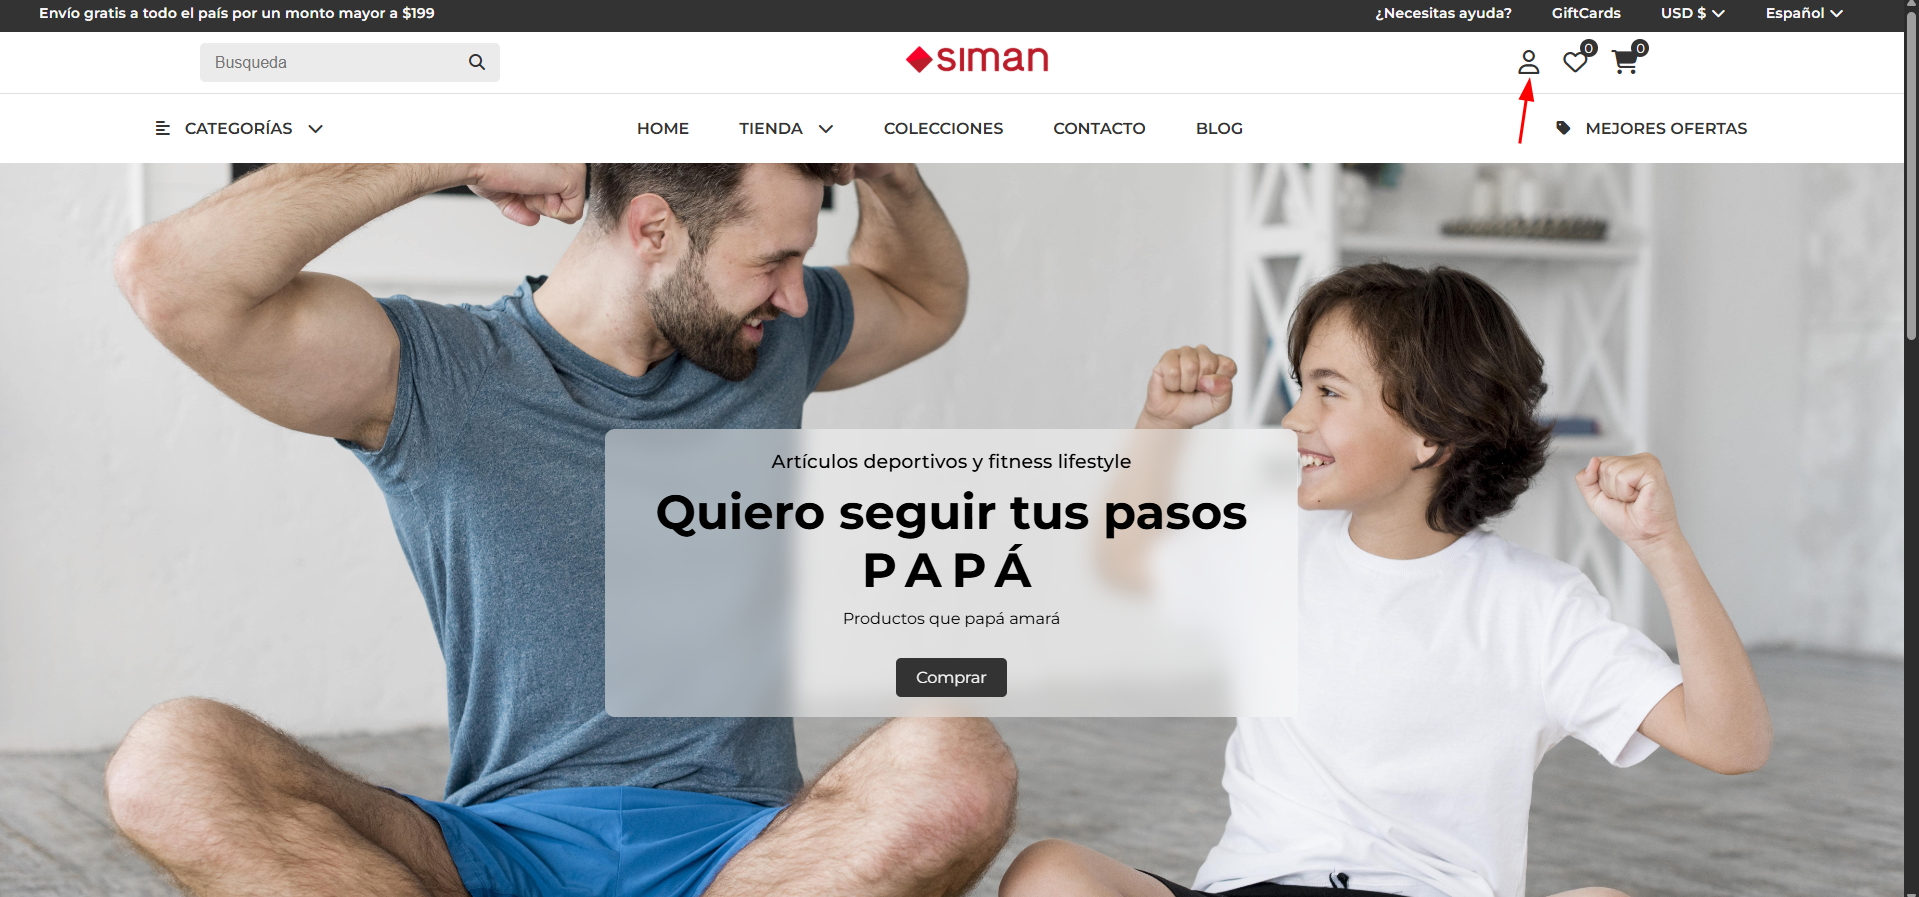 Envío gratis a todo el país por un monto mayor a $199
¿Necesitas ayuda?
GiftCards
USD $
Español
Busqueda
siman
0
0
CATEGORÍAS
HOME
TIENDA
COLECCIONES
CONTACTO
BLOG
MEJORES OFERTAS
Artículos deportivos y fitness lifestyle
Quiero seguir tus pasos
PAPÁ
Productos que papá amará
Comprar